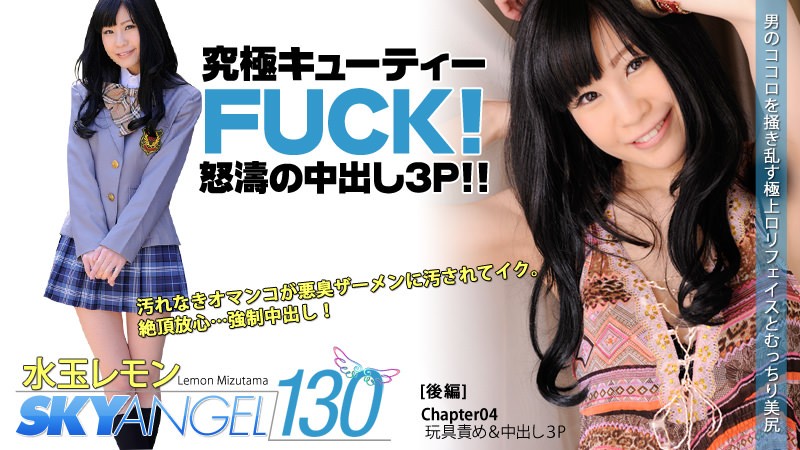 究極キューティー
FUCK!
怒濤の中出し3P!!
男のココロを掻き乱す極上ロリフェイスとむっちり美尻
汚れなきオマンコが悪臭ザーメンに汚されてイク。
絶頂放心…強制中出し!
水玉レモン
Lemon Mizutama
SKYANGEL 130
[後編]
Chapter04
玩具責め&中出し3P